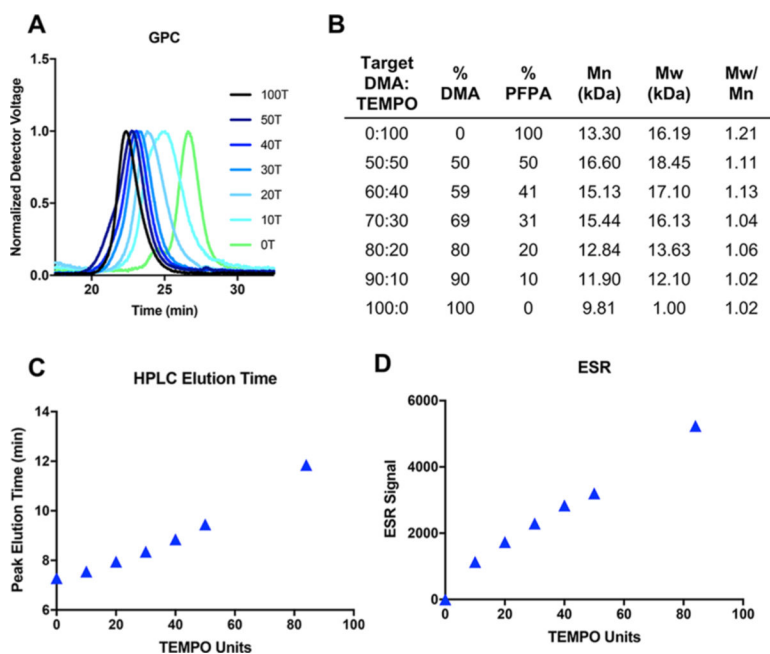 A
GPC
Normalized Detector Voltage
1.5
1.0
0.5
0.0
20 25 30
Time (min)
100T
50T
40T
30T
20T
10T
0T
B
Target DMA: TEMPO % DMA % PFPA Mn (kDa) Mw (kDa) Mw/ Mn
0:100 0 100 13.30 16.19 1.21
50:50 50 50 16.60 18.45 1.11
60:40 59 41 15.13 17.10 1.13
70:30 69 31 15.44 16.13 1.04
80:20 80 20 12.84 13.63 1.06
90:10 90 10 11.90 12.10 1.02
100:0 100 0 9.81 1.00 1.02
C
HPLC Elution Time
Peak Elution Time (min)
14
12
10
8
6
0 20 40 60 80 100
TEMPO Units
D
ESR
ESR Signal
6000
4000
2000
0
0 20 40 60 80 100
TEMPO Units